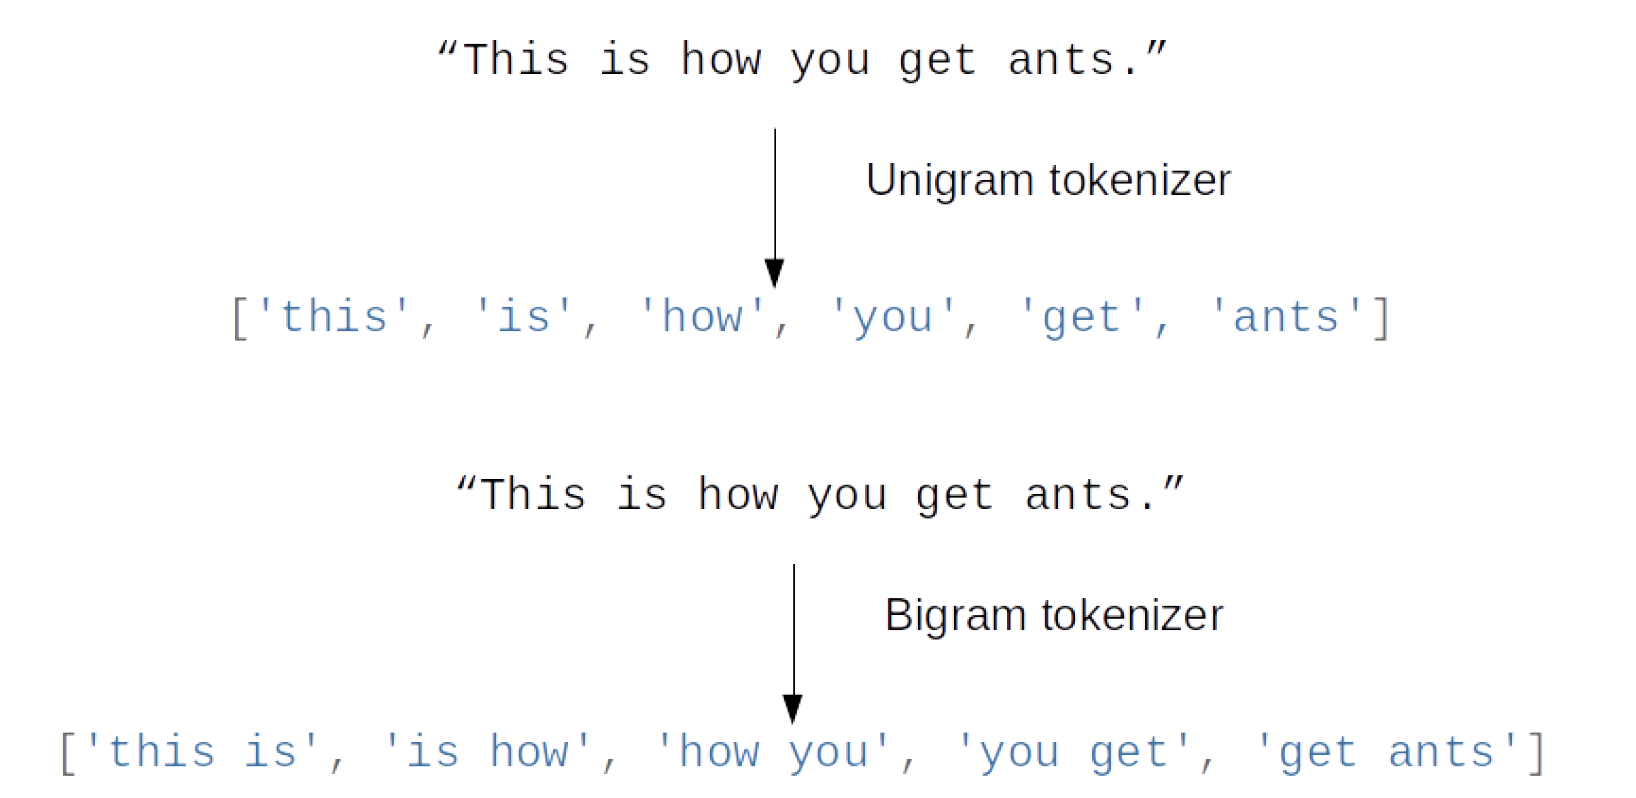 “This is how you get ants.”
Unigram tokenizer
['this', 'is', 'how', 'you', 'get', 'ants']
“This is how you get ants.”
Bigram tokenizer
['this is', 'is how', 'how you', 'you get', 'get ants']